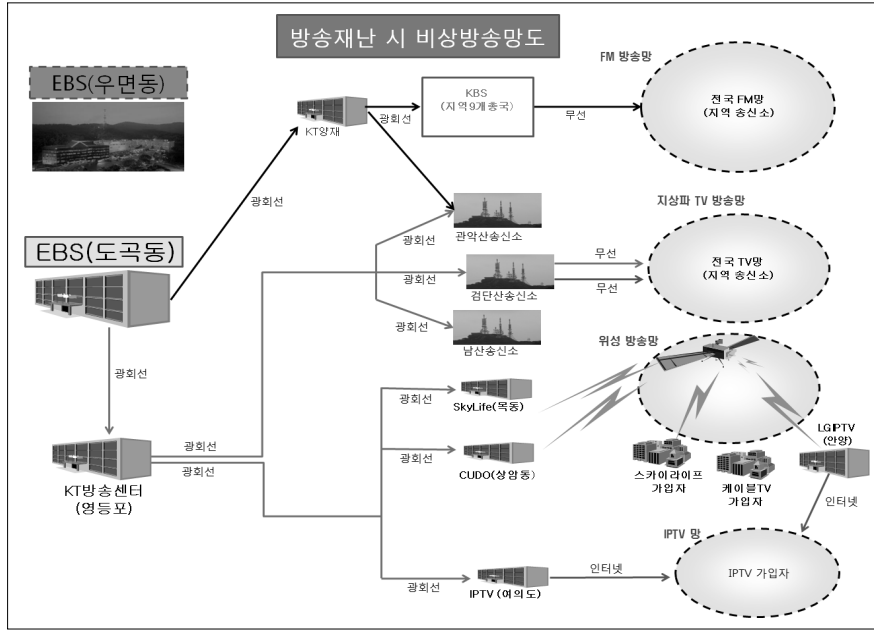 방송재난 시 비상방송망도
EBS(우면동)
FM 방송망
KBS
(지역9개총국)
KT양재
광회선
무선
전국 FM망
(지역 송신소)
광회선
지상파 TV 방송망
EBS(도곡동)
광회선
관악산송신소
무선
전국 TV망
(지역 송신소)
광회선
검단산송신소
무선
광회선
남산송신소
위성 방송망
광회선
광회선
SkyLife(목동)
LGIPTV
(안양)
광회선
광회선
KT방송센터
(영등포)
광회선
CUDO(상암동)
스카이라이프
가입자
케이블TV
가입자
인터넷
IPTV 망
광회선
IPTV (여의도)
인터넷
IPTV 가입자